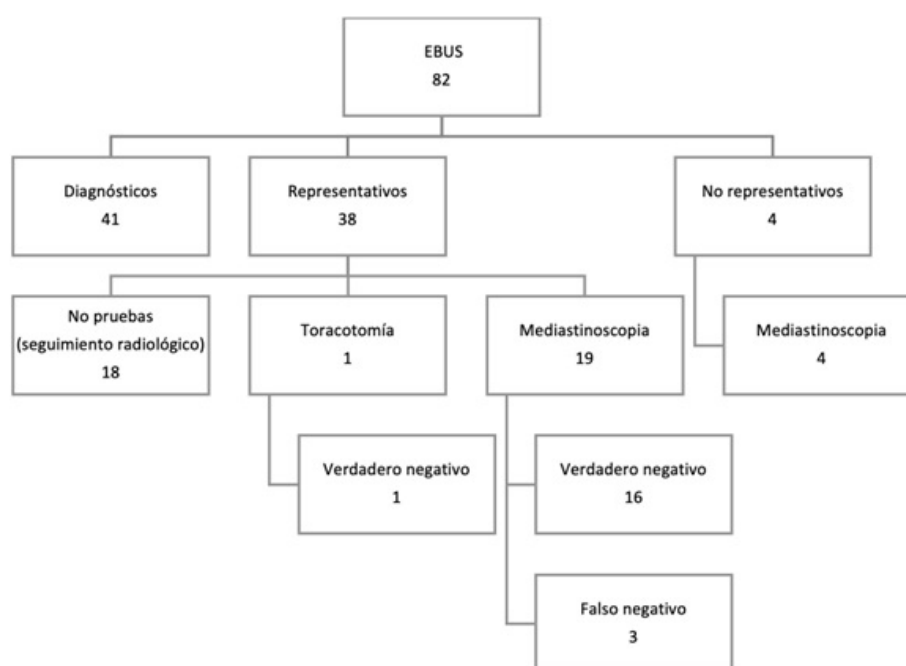 EBUS
82
Diagnósticos
41
Representativos
38
No representativos
4
No pruebas
(seguimiento radiológico)
18
Toracotomía
1
Mediastinoscopia
19
Mediastinoscopia
4
Verdadero negativo
1
Verdadero negativo
16
Falso negativo
3